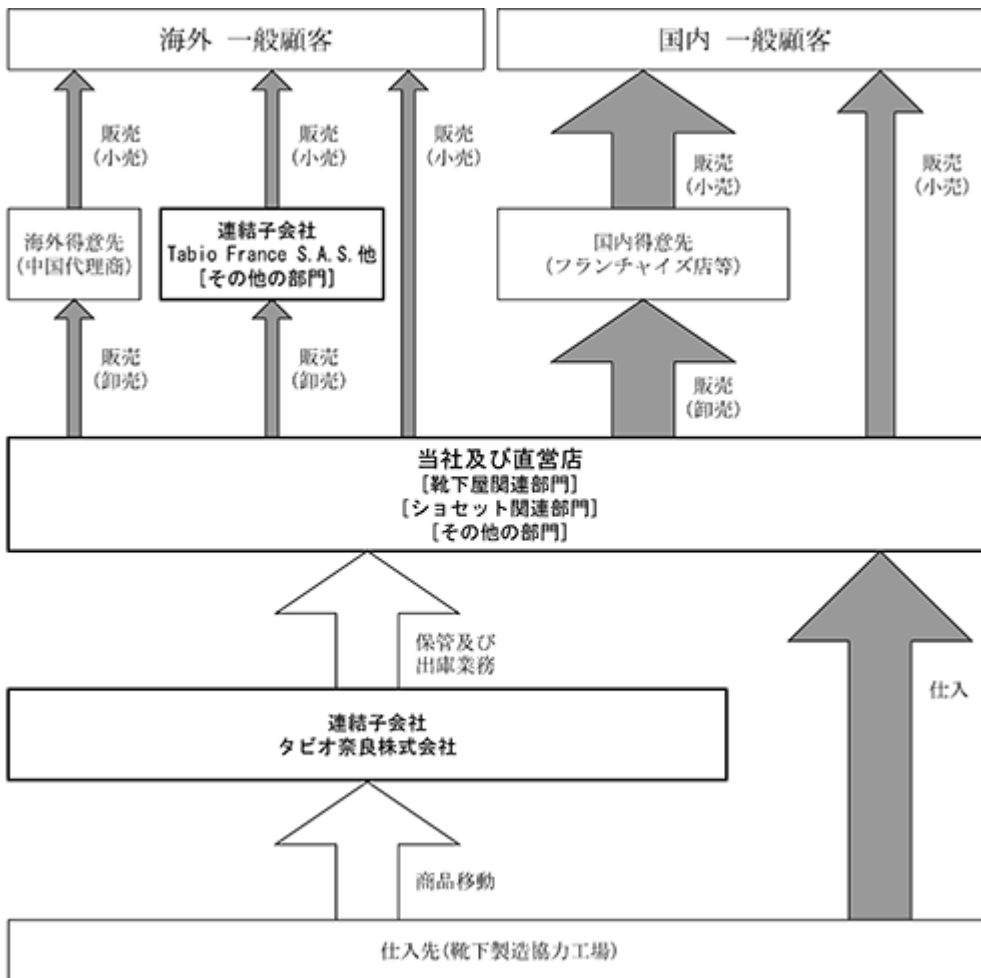 海外 一般顧客
国内 一般顧客
販売
(小売)
販売
(小売)
販売
(小売)
販売
(小売)
販売
(小売)
海外得意先
(中国代理商)
連結子会社
Tabio France S.A.S.他
[その他の部門]
国内得意先
(フランチャイズ店等)
販売
(卸売)
販売
(卸売)
販売
(卸売)
当社及び直営店
[靴下屋関連部門]
[ショセット関連部門]
[その他の部門]
保管及び
出庫業務
仕入
連結子会社
タビオ奈良株式会社
商品移動
仕入先(靴下製造協力工場)